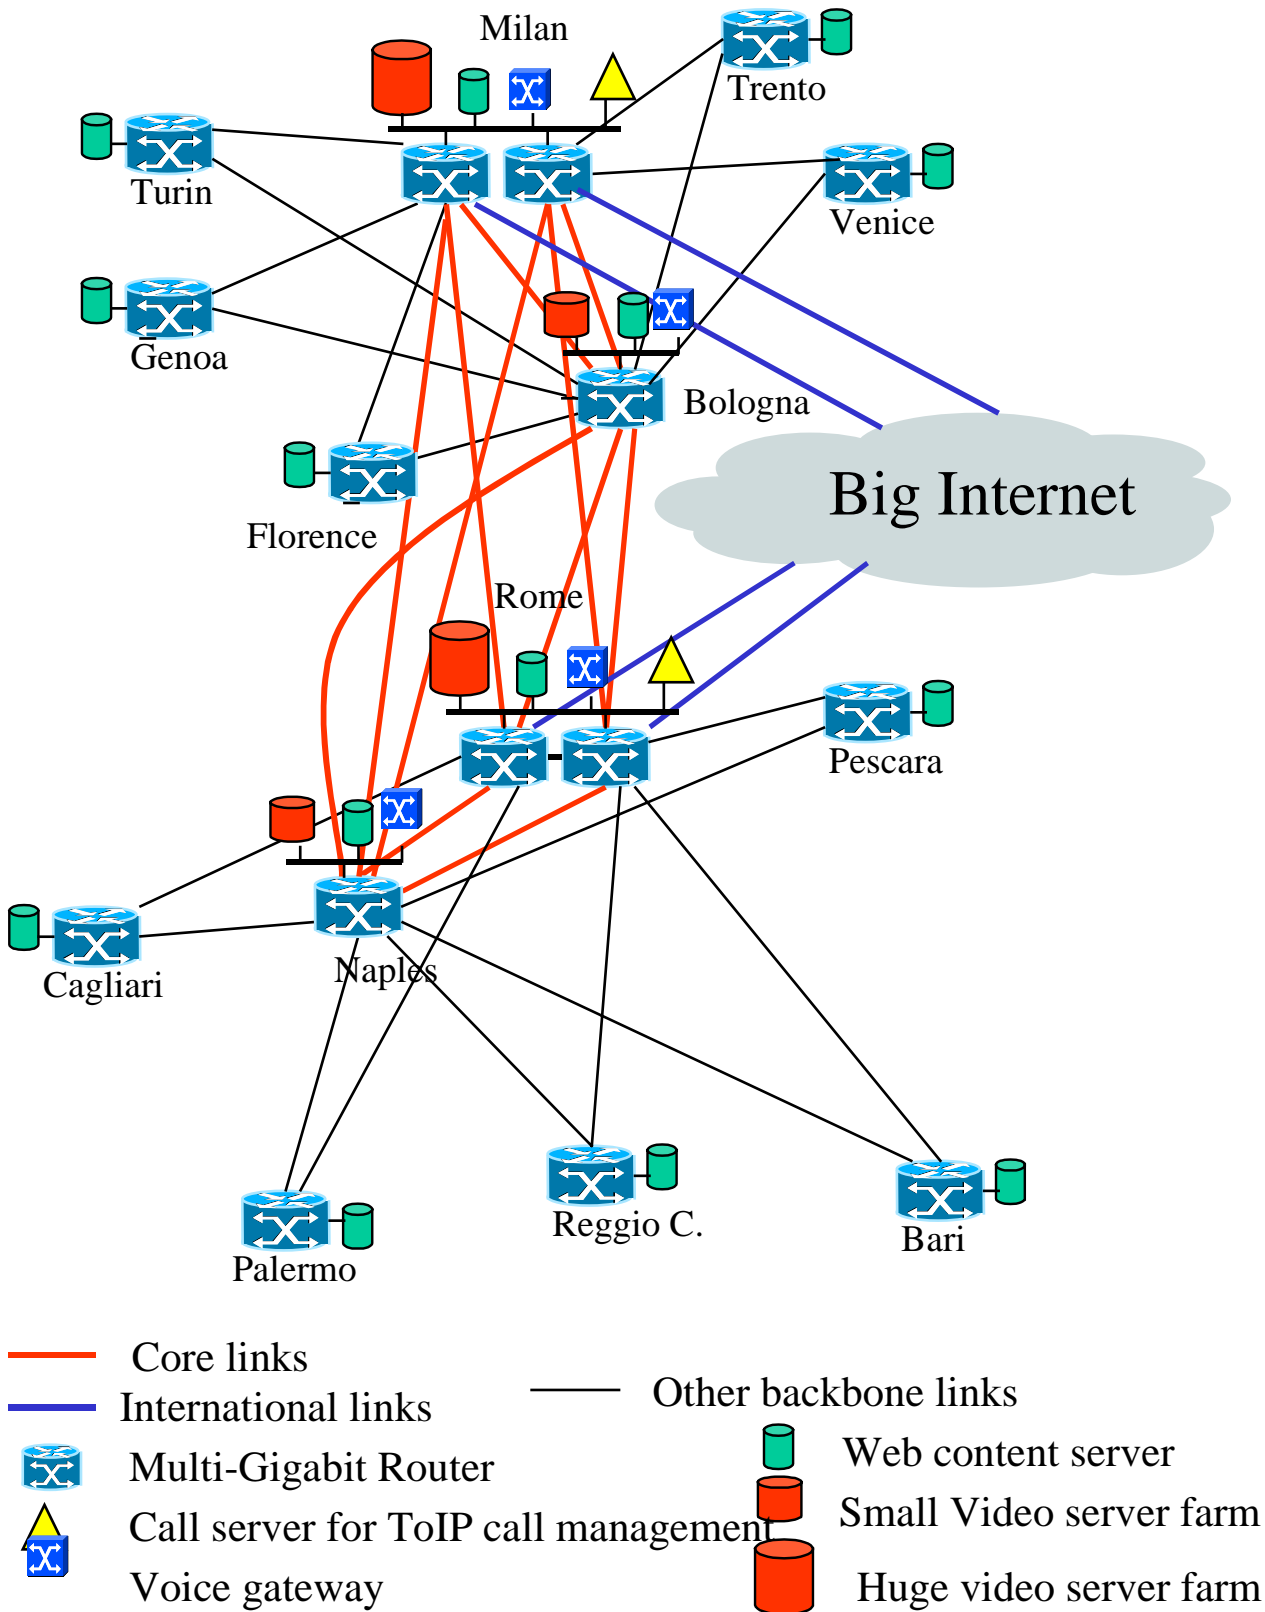 Milan
Trento
Turin
Venice
Genoa
Bologna
Big Internet
Florence
Rome
Pescara
Cagliari
Naples
Reggio C.
Bari
Palermo
Core links
International links
Other backbone links
Multi-Gigabit Router
Web content server
Call server for ToIP call management
Small Video server farm
Voice gateway
Huge video server farm